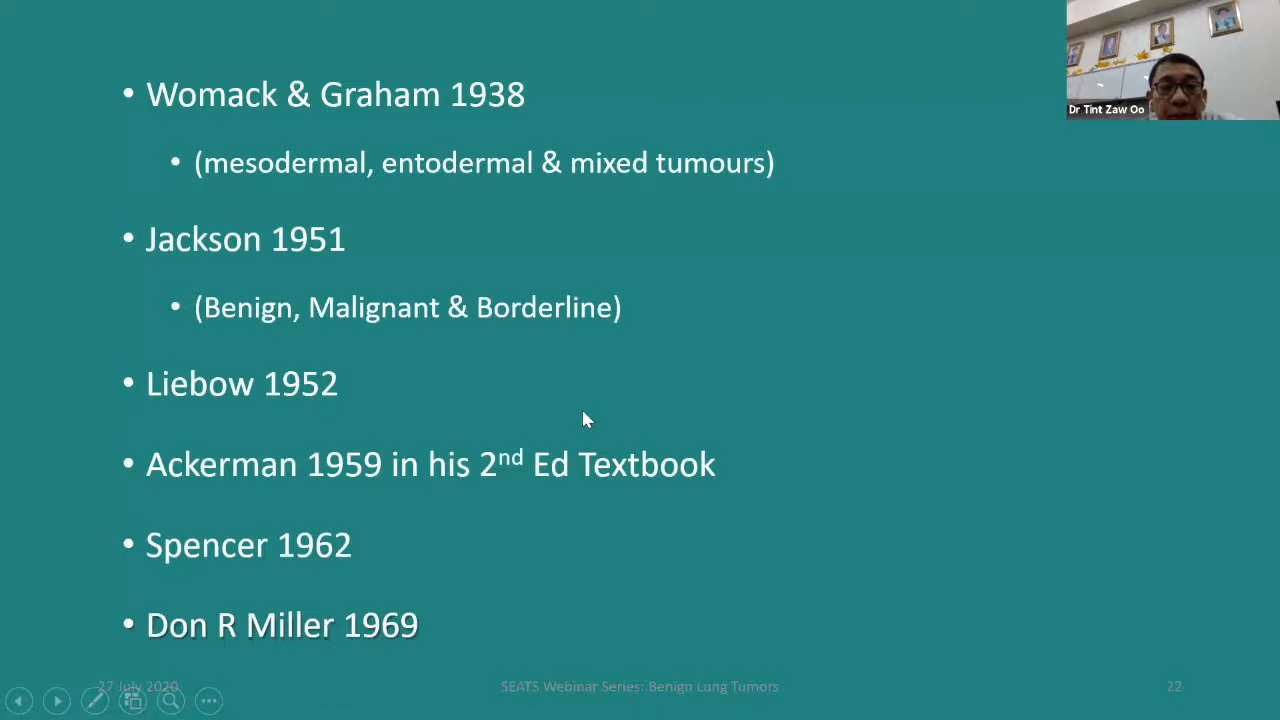 • Womack & Graham 1938
• (mesodermal, entodermal & mixed tumours)
• Jackson 1951
• (Benign, Malignant & Borderline)
• Liebow 1952
• Ackerman 1959 in his 2nd Ed Textbook
• Spencer 1962
• Don R Miller 1969
Dr Tint Zaw Oo
27 July 2020
SEATS Webinar Series: Benign Lung Tumors
22